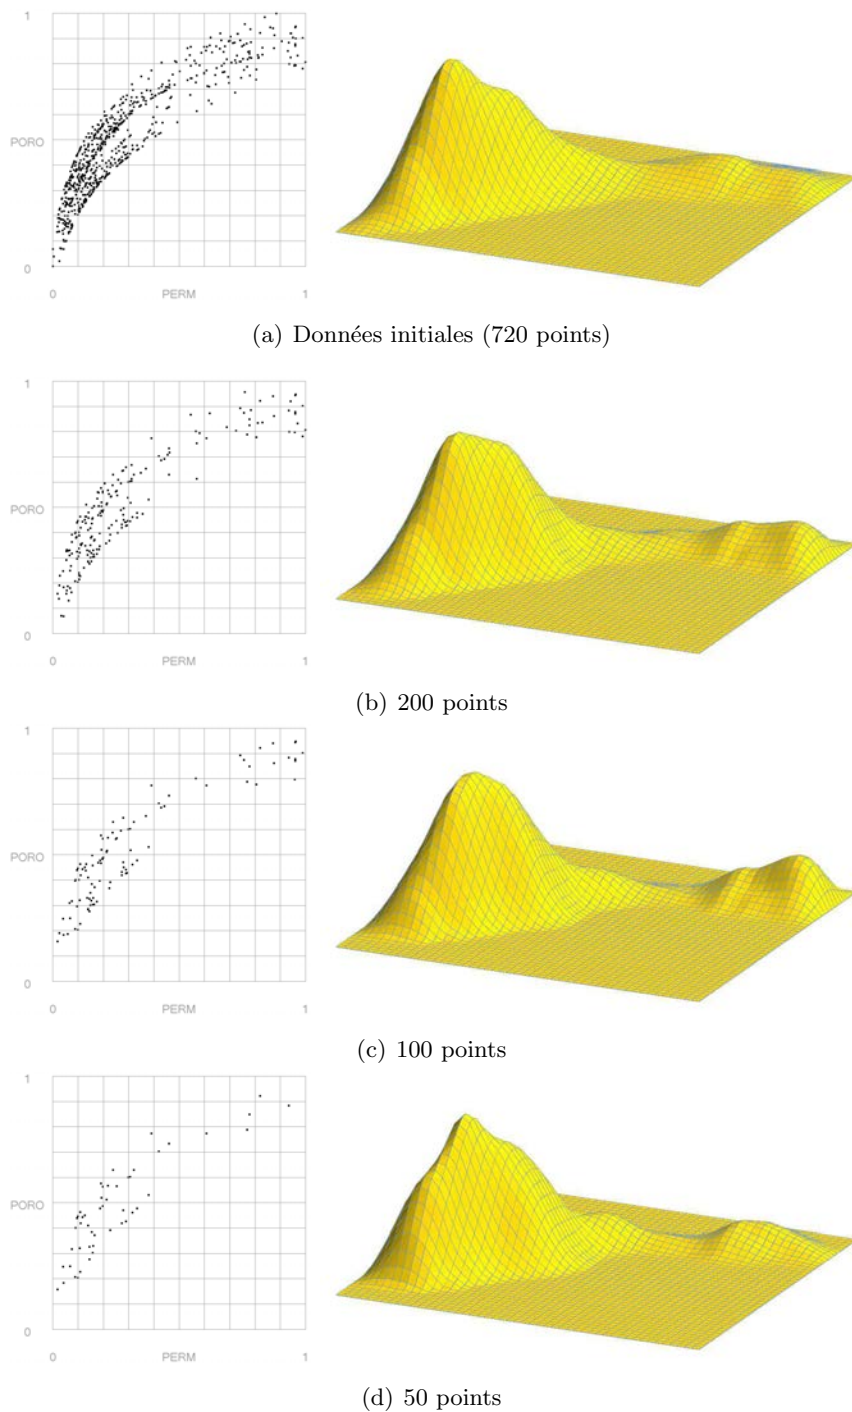 1
PORO
0
0 PERM 1
(a) Données initiales (720 points)
1
PORO
0
0 PERM 1
(b) 200 points
1
PORO
0
0 PERM 1
(c) 100 points
1
PORO
0
0 PERM 1
(d) 50 points